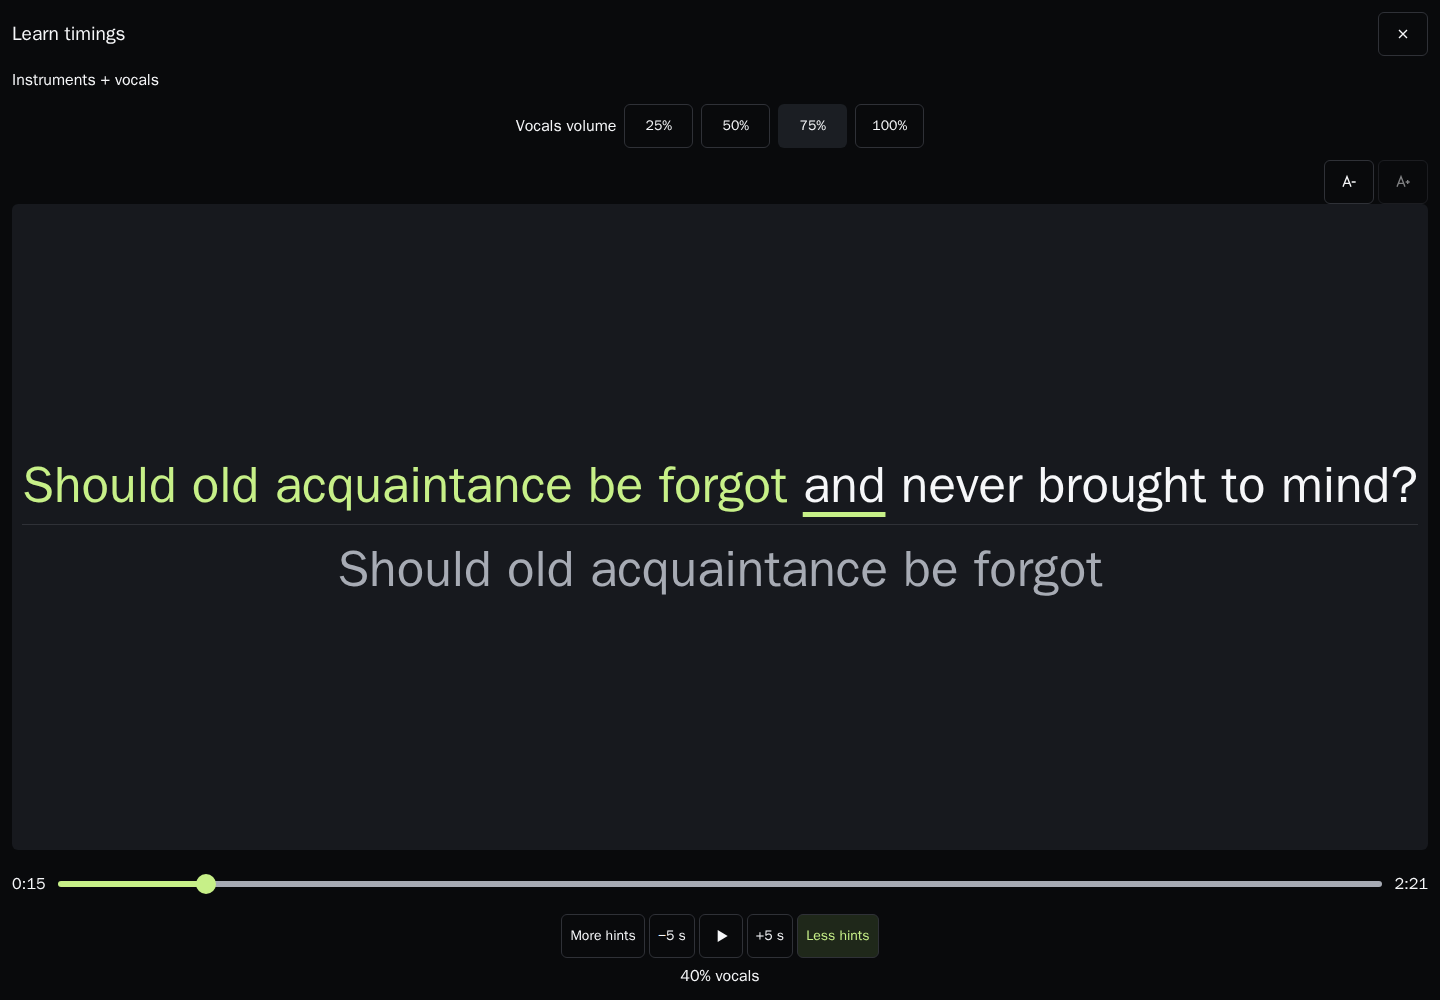 Learn timings
×
Instruments + vocals
Vocals volume 25% 50% 75% 100%
A- A+
Should old acquaintance be forgot and never brought to mind?
Should old acquaintance be forgot
0:15 2:21
More hints −5 s +5 s Less hints
40% vocals